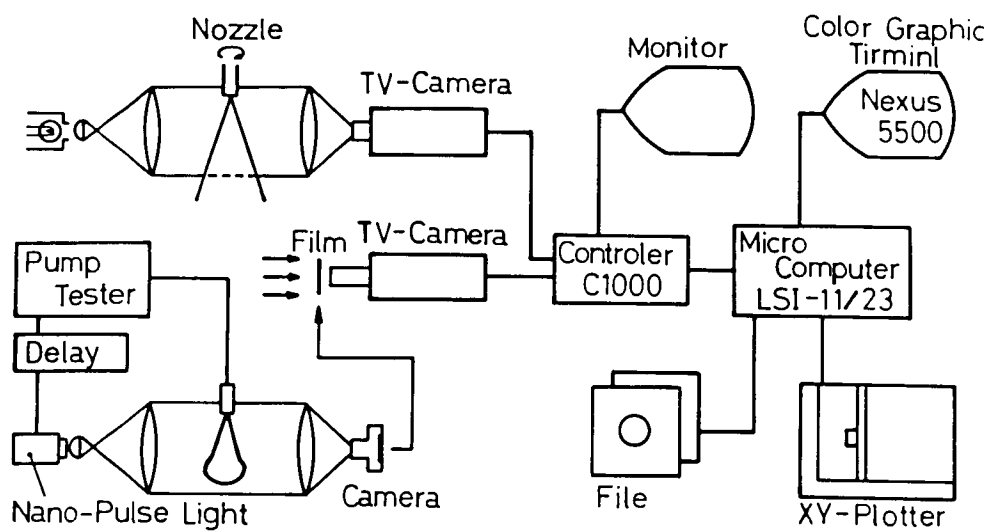 Nozzle
TV-Camera
Monitor
Color Graphic
Tirminl
Nexus
5500
Film
TV-Camera
Controler
C1000
Micro
Computer
LSI-11/23
Pump
Tester
Delay
Nano-Pulse Light
Camera
File
XY-Plotter